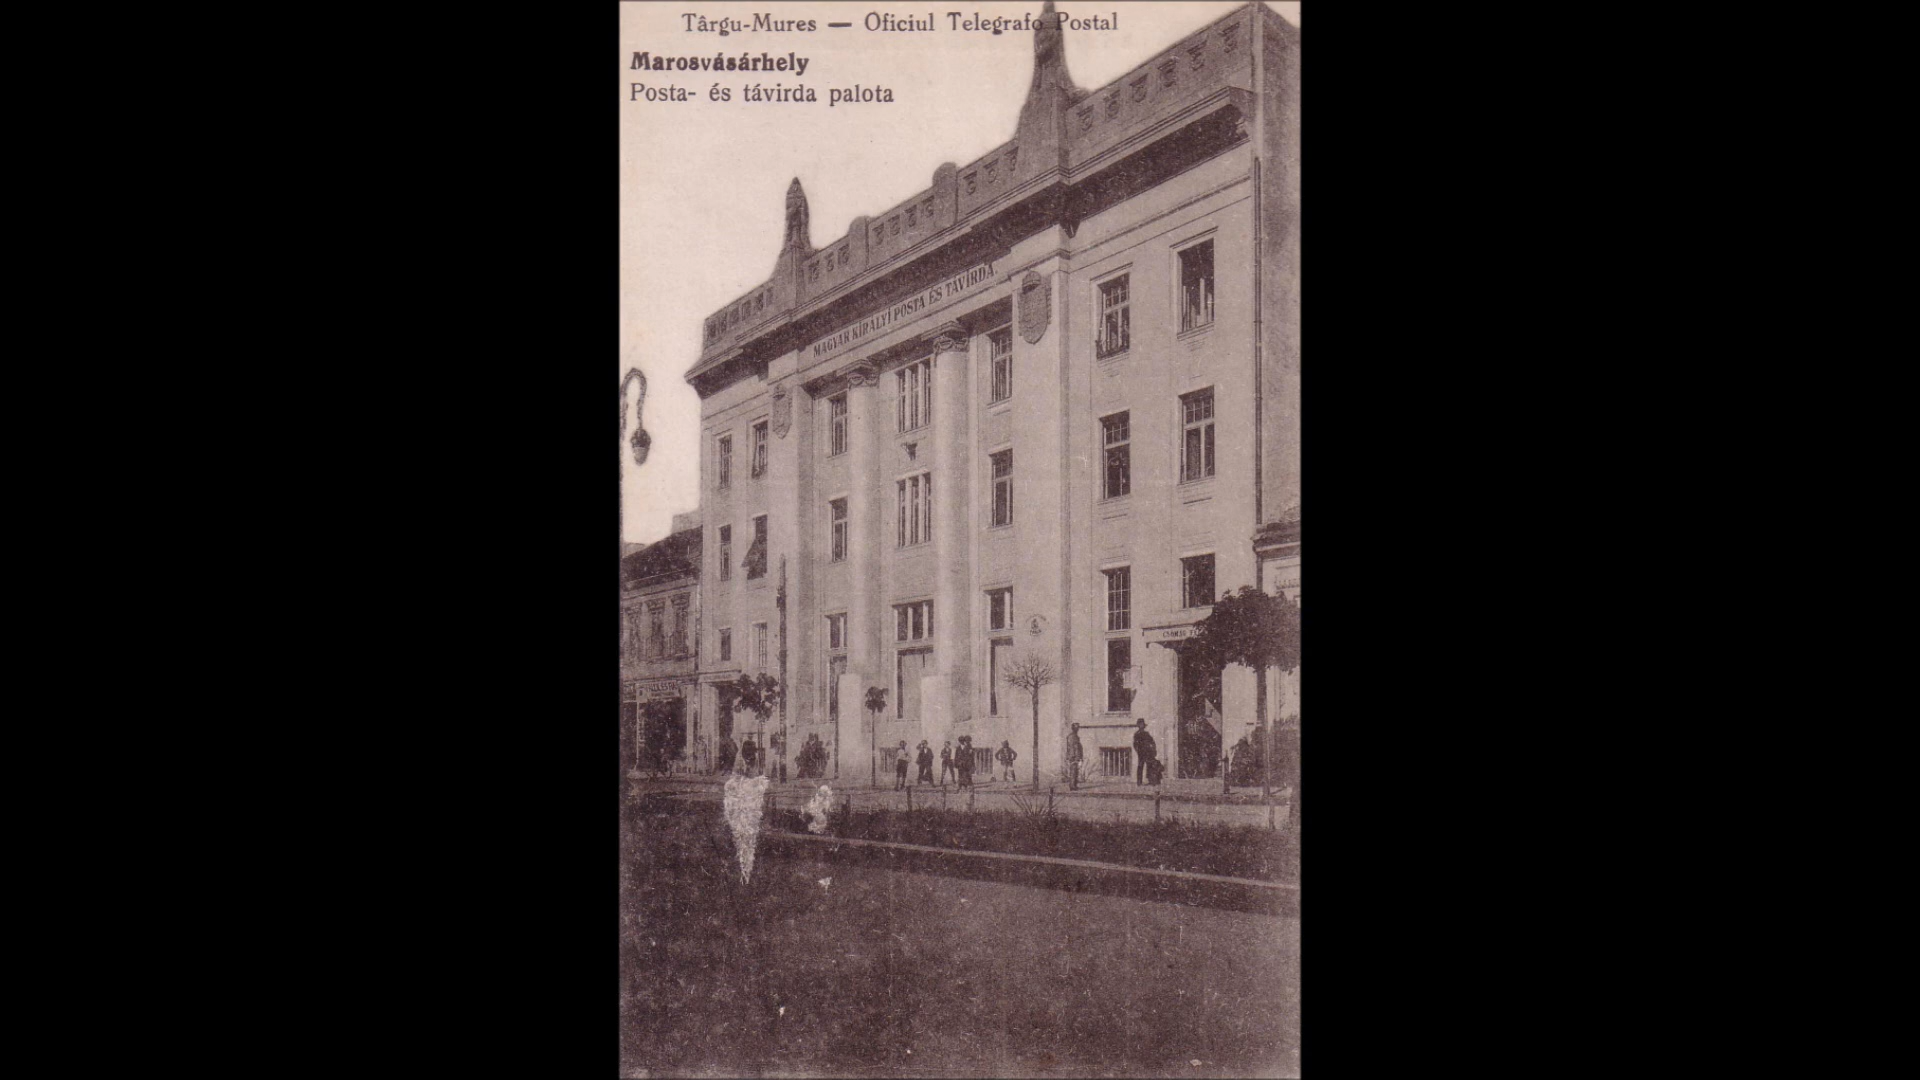 Târgu-Mures — Oficiul Telegrafo Postal
Marosvásárhely
Posta- és távirda palota
MAGYAR KIRÁLYI POSTA ÉS TÁVIRDA.